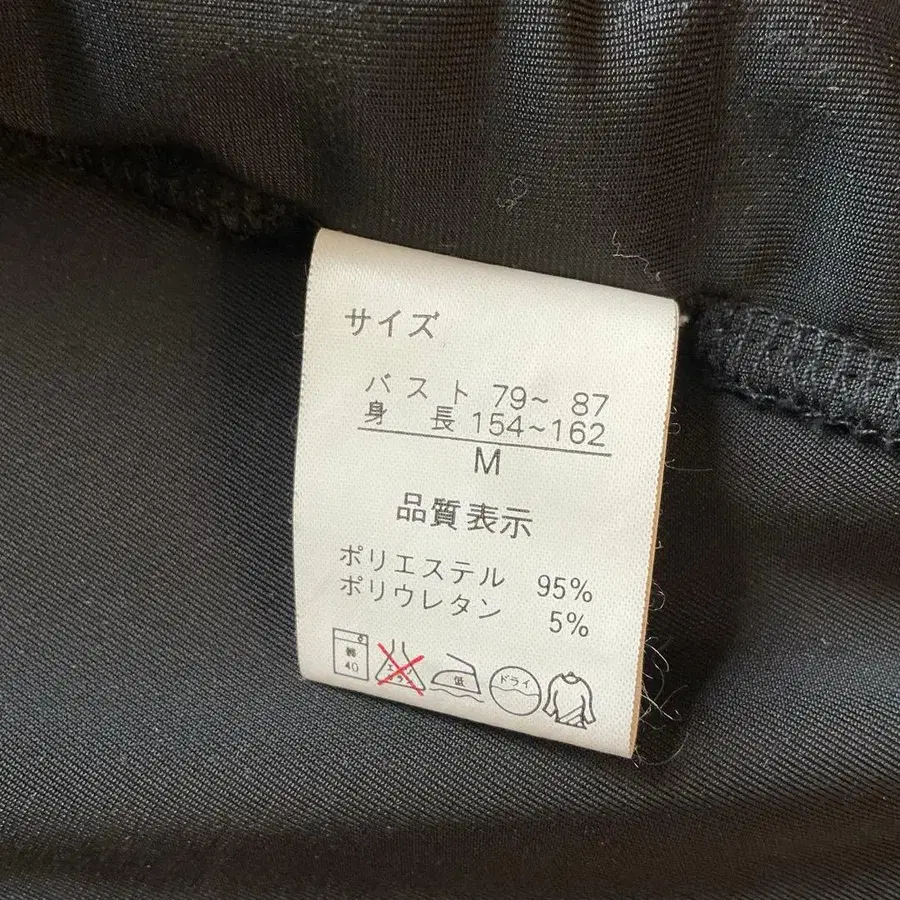 サイズ
バスト 79~ 87
身 長 154~162
M
品質表示
ポリエステル 95%
ポリウレタン 5%
40
低
ドライ